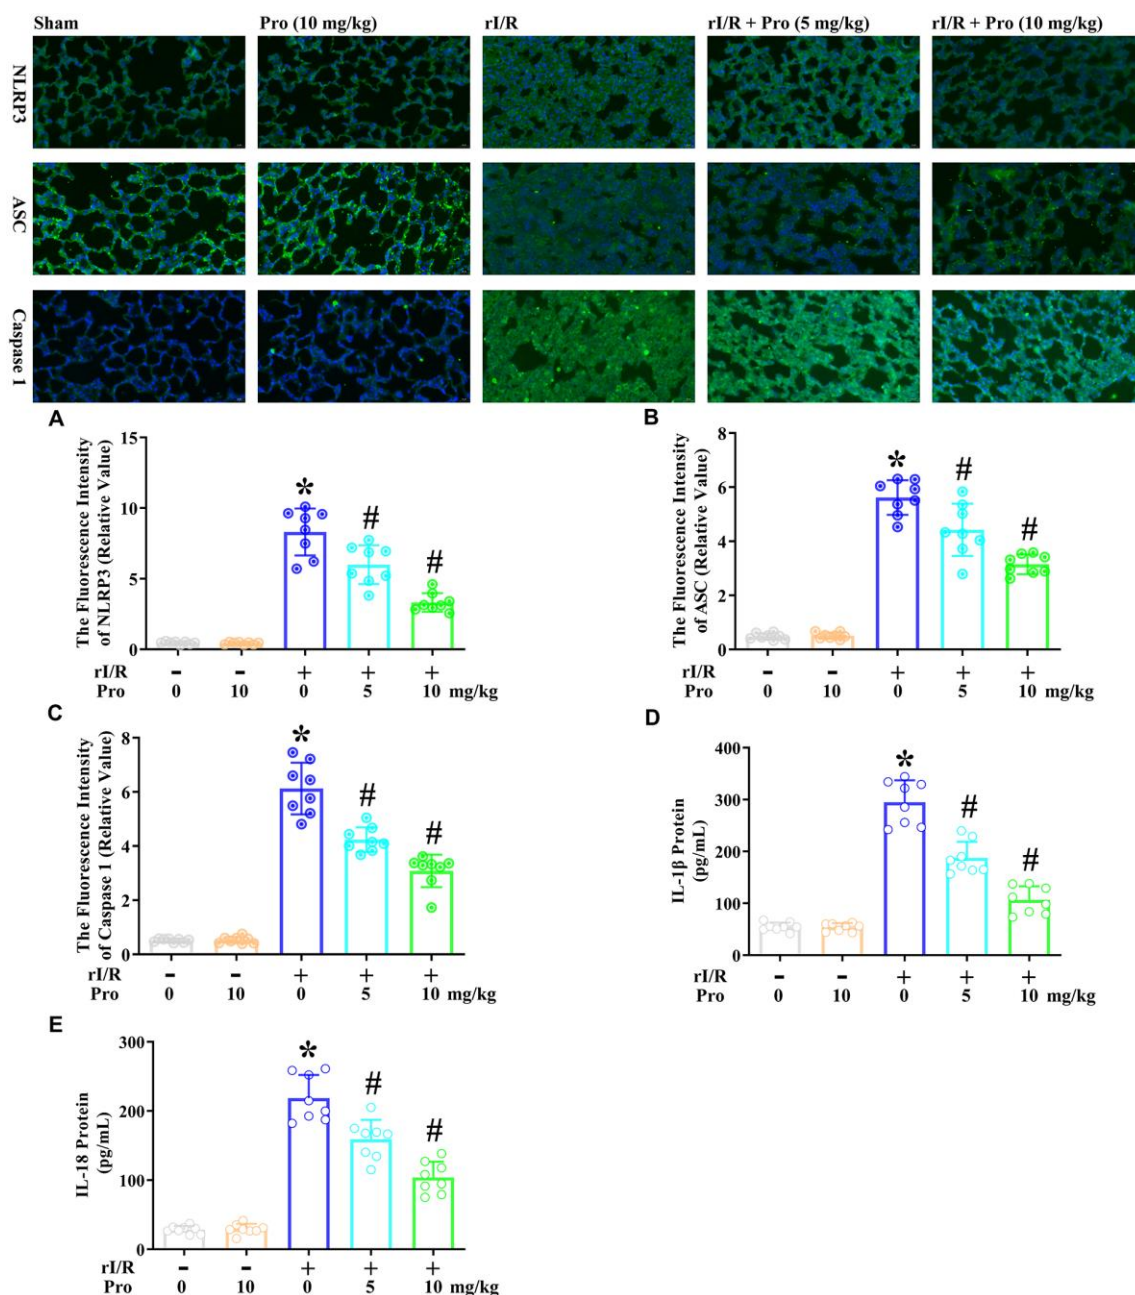 Sham Pro (10 mg/kg) rI/R rI/R + Pro (5 mg/kg) rI/R + Pro (10 mg/kg)
NLRP3
ASC
Caspase 1
A
The Fluorescence Intensity
of NLRP3 (Relative Value)
15
10
5
0
*
#
#
rI/R - - + + +
Pro 0 10 0 5 10 mg/kg
B
The Fluorescence Intensity
of ASC (Relative Value)
8
6
4
2
0
*
#
#
rI/R - - + + +
Pro 0 10 0 5 10 mg/kg
C
The Fluorescence Intensity
of Caspase 1 (Relative Value)
8
6
4
2
0
*
#
#
rI/R - - + + +
Pro 0 10 0 5 10 mg/kg
D
IL-1β Protein
(pg/mL)
400
300
200
100
0
*
#
#
rI/R - - + + +
Pro 0 10 0 5 10 mg/kg
E
IL-18 Protein
(pg/mL)
300
200
100
0
*
#
#
rI/R - - + + +
Pro 0 10 0 5 10 mg/kg